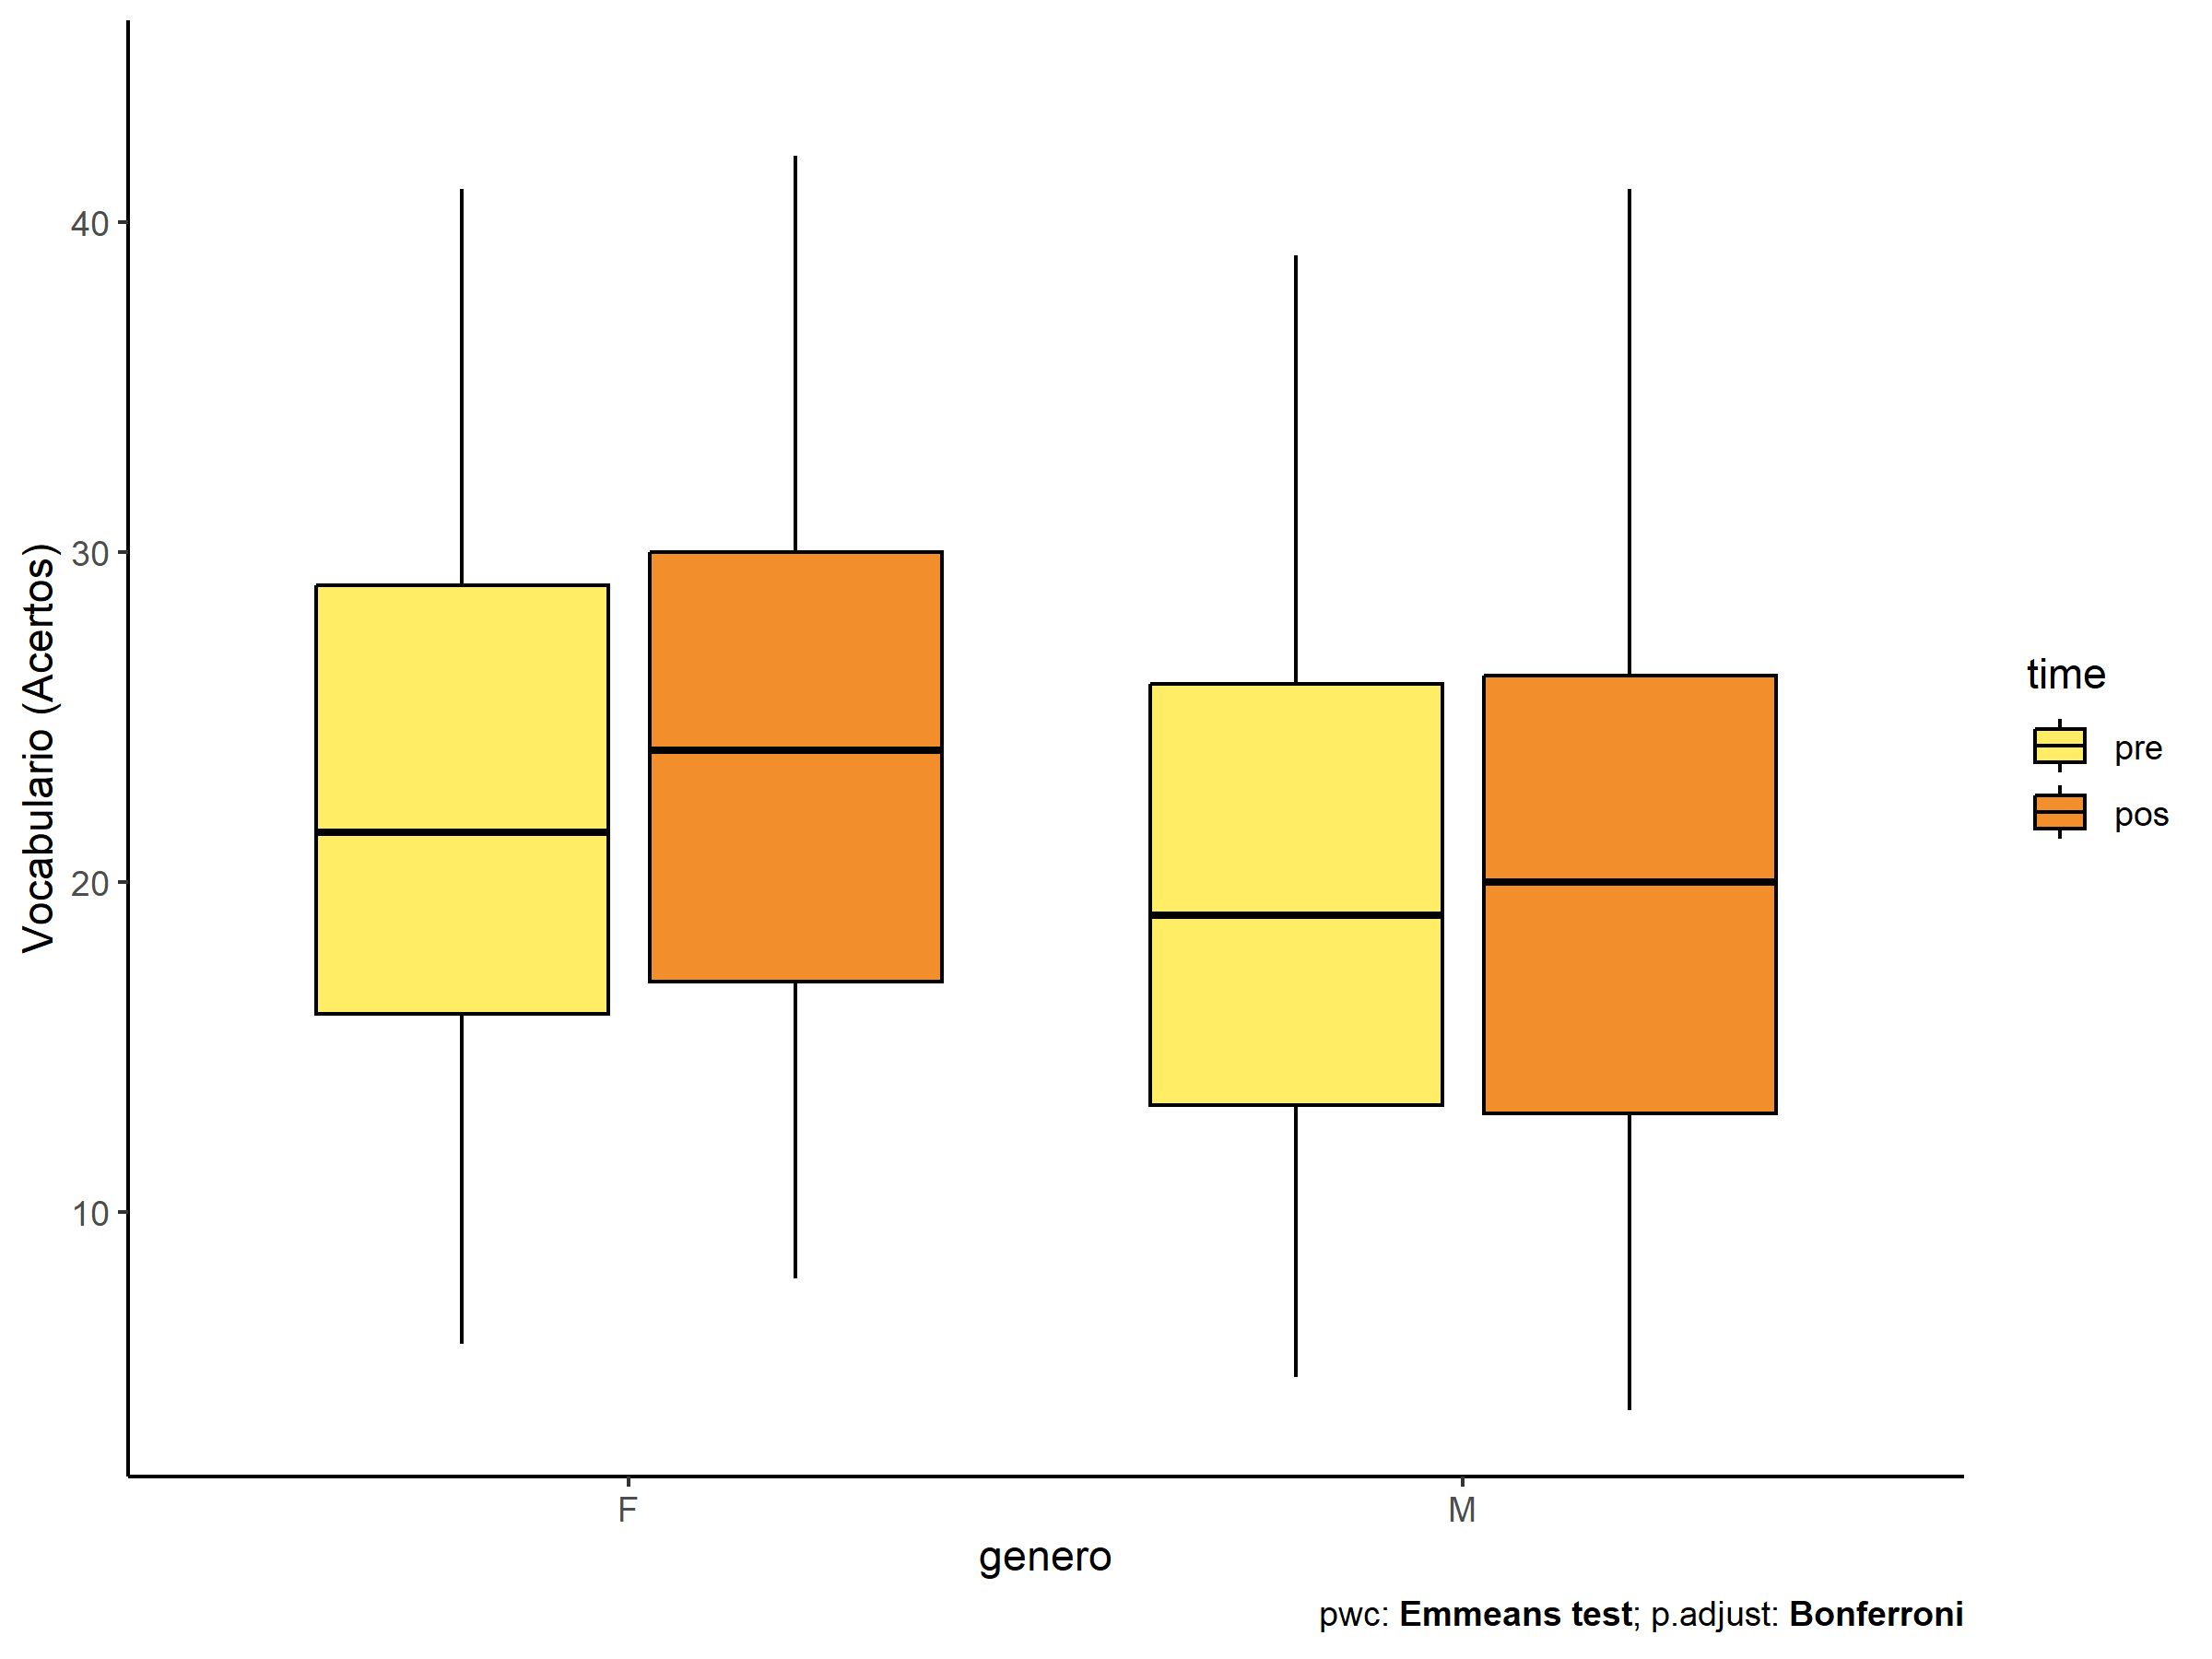 Vocabulario (Acertos)
40
30
20
10
F
M
genero
time
pre
pos
pwc: Emmeans test; p.adjust: Bonferroni